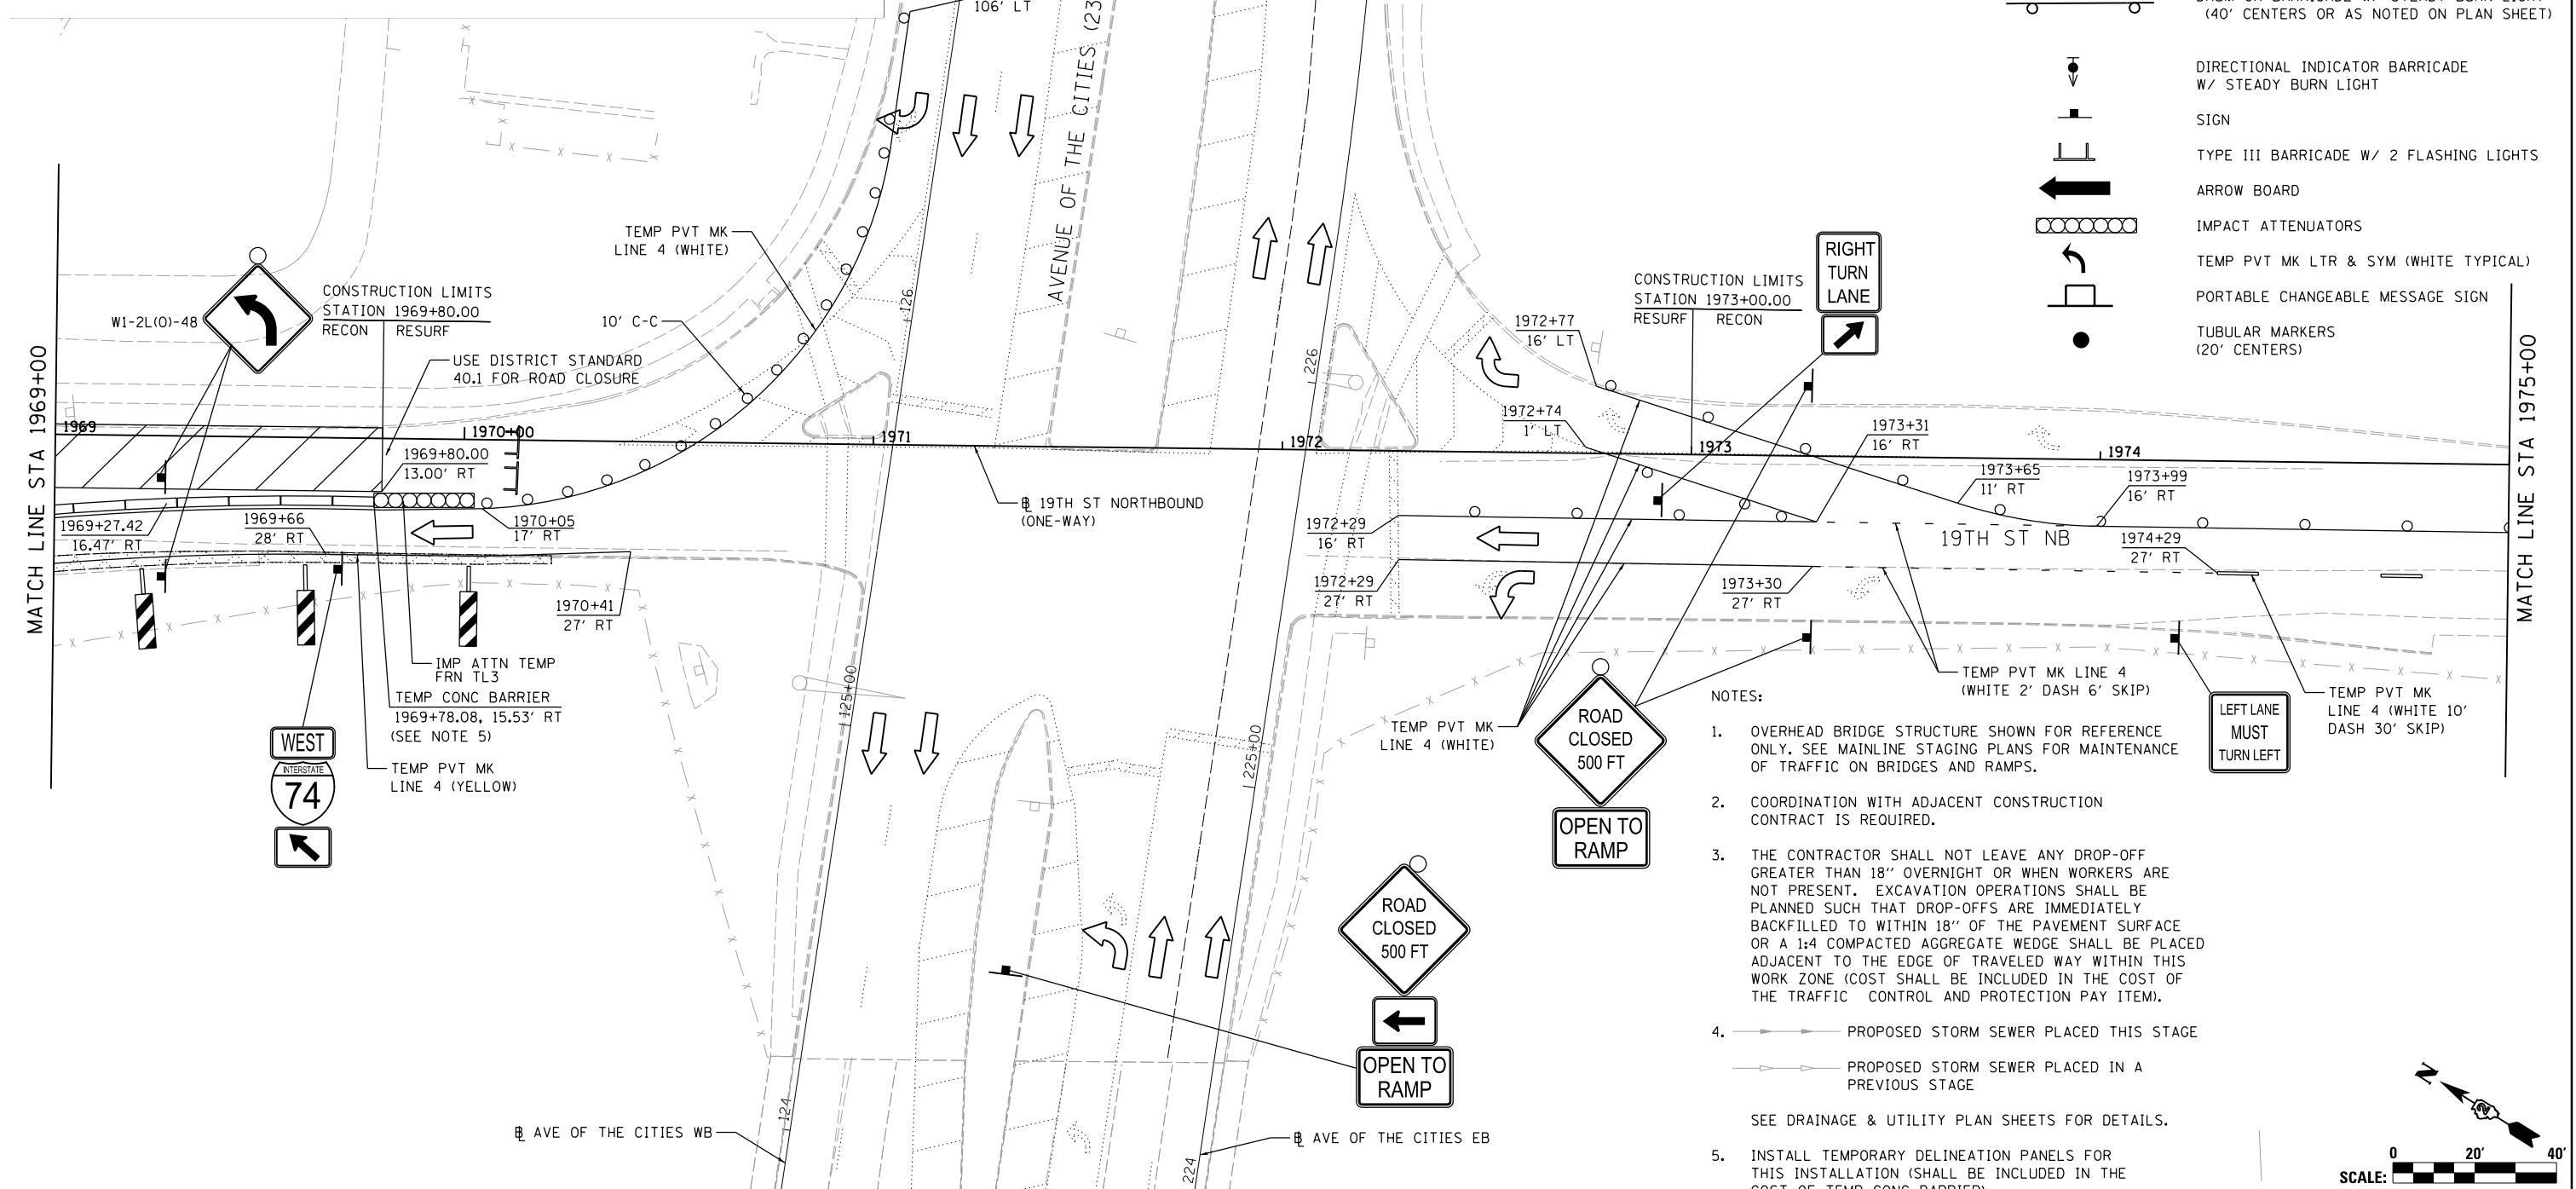 106' LT
AVENUE OF THE CITIES (23
(40' CENTERS OR AS NOTED ON PLAN SHEET)
DIRECTIONAL INDICATOR BARRICADE
W/ STEADY BURN LIGHT
SIGN
TYPE III BARRICADE W/ 2 FLASHING LIGHTS
ARROW BOARD
IMPACT ATTENUATORS
TEMP PVT MK LTR & SYM (WHITE TYPICAL)
PORTABLE CHANGEABLE MESSAGE SIGN
TUBULAR MARKERS
(20' CENTERS)
MATCH LINE STA 1969+00
W1-2L(O)-48
CONSTRUCTION LIMITS
STATION 1969+80.00
RECON RESURF
USE DISTRICT STANDARD
40.1 FOR ROAD CLOSURE
TEMP PVT MK
LINE 4 (WHITE)
10' C-C
126
226
1969
1970+00
1971
1972
1973
1974
1969+80.00
13.00' RT
1969+27.42
16.47' RT
1969+66
28' RT
1970+05
17' RT
1970+41
27' RT
IMP ATTN TEMP
FRN TL3
TEMP CONC BARRIER
1969+78.08, 15.53' RT
(SEE NOTE 5)
TEMP PVT MK
LINE 4 (YELLOW)
WEST
INTERSTATE
74
℄ 19TH ST NORTHBOUND
(ONE-WAY)
RIGHT
TURN
LANE
CONSTRUCTION LIMITS
STATION 1973+00.00
RESURF RECON
1972+77
16' LT
1972+74
1' LT
1973+31
16' RT
1973+65
11' RT
1973+99
16' RT
1972+29
16' RT
1972+29
27' RT
1973+30
27' RT
1974+29
27' RT
19TH ST NB
MATCH LINE STA 1975+00
TEMP PVT MK LINE 4
(WHITE 2' DASH 6' SKIP)
TEMP PVT MK
LINE 4 (WHITE 10'
DASH 30' SKIP)
LEFT LANE
MUST
TURN LEFT
TEMP PVT MK
LINE 4 (WHITE)
ROAD
CLOSED
500 FT
OPEN TO
RAMP
125+00
225+00
ROAD
CLOSED
500 FT
OPEN TO
RAMP
124
224
℄ AVE OF THE CITIES WB
℄ AVE OF THE CITIES EB
NOTES:
1. OVERHEAD BRIDGE STRUCTURE SHOWN FOR REFERENCE
ONLY. SEE MAINLINE STAGING PLANS FOR MAINTENANCE
OF TRAFFIC ON BRIDGES AND RAMPS.
2. COORDINATION WITH ADJACENT CONSTRUCTION
CONTRACT IS REQUIRED.
3. THE CONTRACTOR SHALL NOT LEAVE ANY DROP-OFF
GREATER THAN 18'' OVERNIGHT OR WHEN WORKERS ARE
NOT PRESENT. EXCAVATION OPERATIONS SHALL BE
PLANNED SUCH THAT DROP-OFFS ARE IMMEDIATELY
BACKFILLED TO WITHIN 18'' OF THE PAVEMENT SURFACE
OR A 1:4 COMPACTED AGGREGATE WEDGE SHALL BE PLACED
ADJACENT TO THE EDGE OF TRAVELED WAY WITHIN THIS
WORK ZONE (COST SHALL BE INCLUDED IN THE COST OF
THE TRAFFIC CONTROL AND PROTECTION PAY ITEM).
4. PROPOSED STORM SEWER PLACED THIS STAGE
PROPOSED STORM SEWER PLACED IN A
PREVIOUS STAGE
SEE DRAINAGE & UTILITY PLAN SHEETS FOR DETAILS.
5. INSTALL TEMPORARY DELINEATION PANELS FOR
THIS INSTALLATION (SHALL BE INCLUDED IN THE
N
2
0 20' 40'
SCALE: